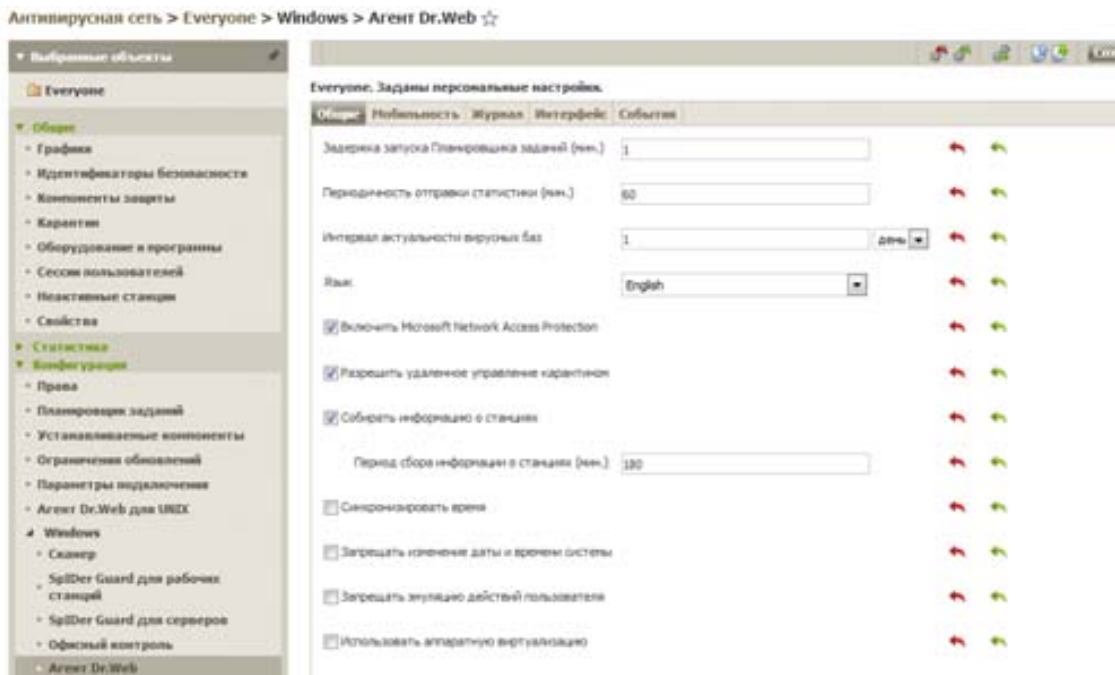 Антивирусная сеть > Everyone > Windows > Агент Dr.Web
Выбранные объекты
Everyone
Общие
Графики
Идентификаторы безопасности
Компоненты защиты
Карантин
Оборудование и программы
Сессии пользователей
Неактивные станции
Свойства
Статистика
Конфигурация
Права
Планировщик заданий
Устанавливаемые компоненты
Ограничения обновлений
Параметры подключения
Агент Dr.Web для UNIX
Windows
Сканер
SpIDer Guard для рабочих
станций
SpIDer Guard для серверов
Офисный контроль
Агент Dr.Web
Everyone. Заданы персональные настройки.
Общие Мобильность Журнал Интерфейс События
Задержка запуска Планировщика заданий (мин.) 1
Периодичность отправки статистики (мин.) 60
Интервал актуальности вирусных баз 1 день
Язык English
Включить Microsoft Network Access Protection
Разрешить удаленное управление карантином
Собирать информацию о станциях
Период сбора информации о станциях (мин.) 180
Синхронизировать время
Запрещать изменение даты и времени системы
Запрещать эмуляцию действий пользователя
Использовать аппаратную виртуализацию